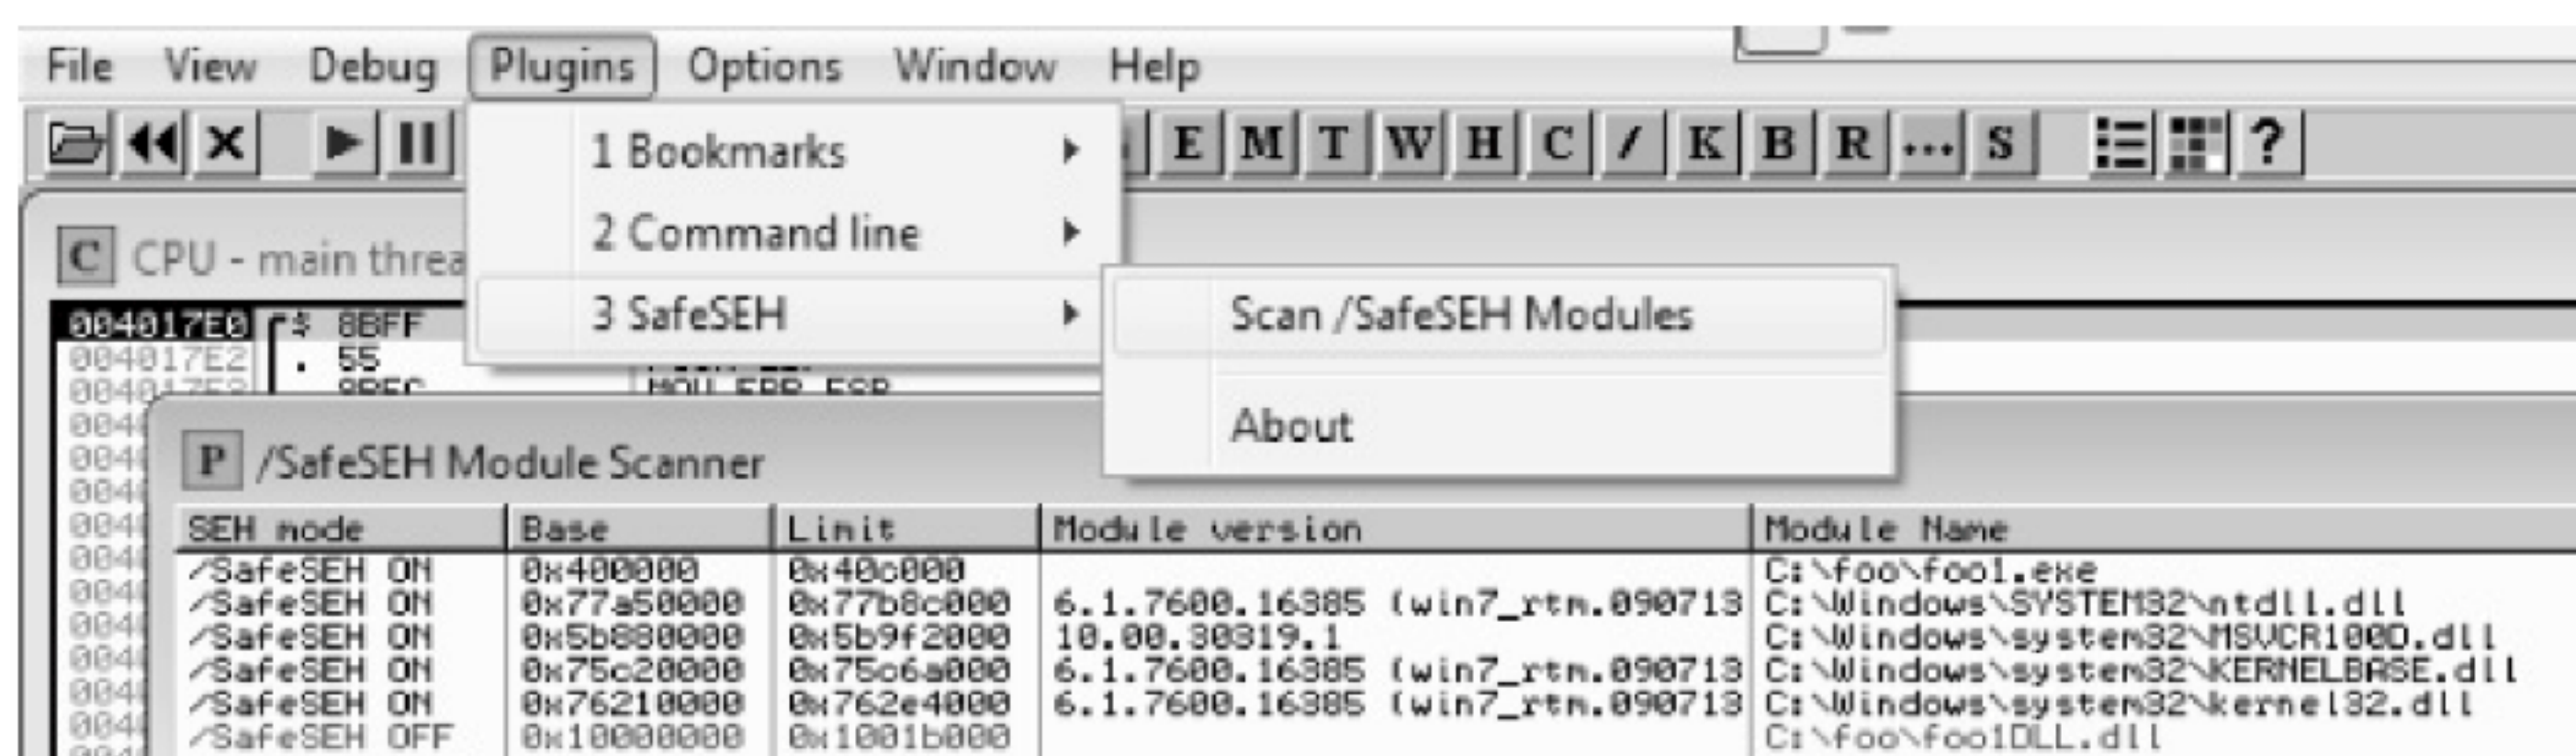 File View Debug Plugins Options Window Help
1 Bookmarks
2 Command line
3 SafeSEH
Scan /SafeSEH Modules
About
E M T W H C / K B R ... S ?
C CPU - main threa
004017E0 $ 8BFF
004017E2 . 55
P /SafeSEH Module Scanner
SEH mode Base Limit Module version Module Name
/SafeSEH ON 0x400000 0x40c000 C:\foo\foo1.exe
/SafeSEH ON 0x77a50000 0x77b8c000 6.1.7600.16385 (win7_rtm.090713 C:\Windows\SYSTEM32\ntdll.dll
/SafeSEH ON 0x5b880000 0x5b9f2000 10.00.30319.1 C:\Windows\system32\MSVCR100D.dll
/SafeSEH ON 0x75c20000 0x75c6a000 6.1.7600.16385 (win7_rtm.090713 C:\Windows\system32\KERNELBASE.dll
/SafeSEH ON 0x76210000 0x762e4000 6.1.7600.16385 (win7_rtm.090713 C:\Windows\system32\kernel32.dll
/SafeSEH OFF 0x10000000 0x1001b000 C:\foo\foo1DLL.dll